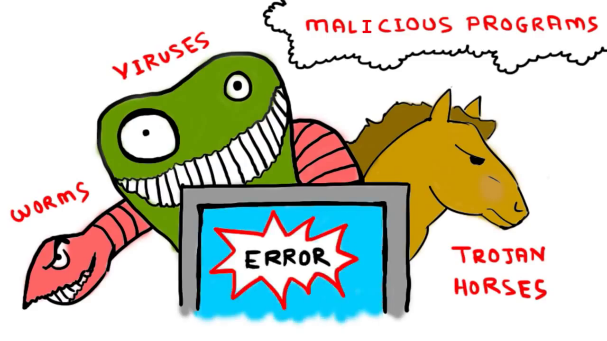 MALICIOUS PROGRAMS
VIRUSES
WORMS
ERROR
TROJAN
HORSES